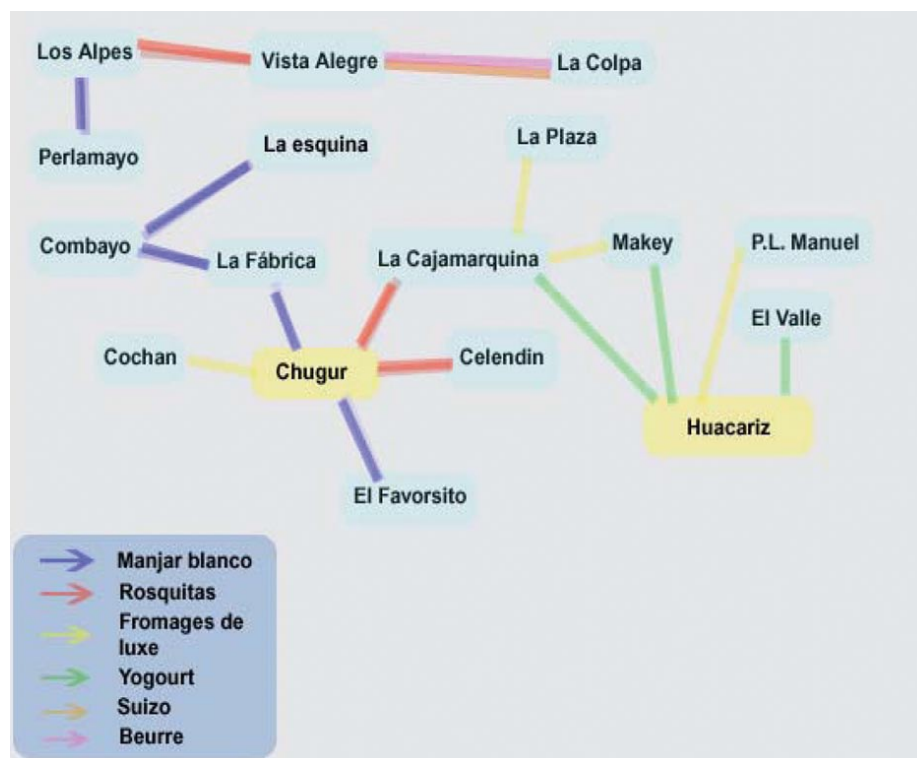 Los Alpes
Vista Alegre
La Colpa
Perlamayo
La esquina
La Plaza
Combayo
La Fábrica
La Cajamarquina
Makey
P.L. Manuel
El Valle
Cochan
Chugur
Celendin
Huacariz
El Favorsito
Manjar blanco
Rosquitas
Fromages de
luxe
Yogourt
Suizo
Beurre